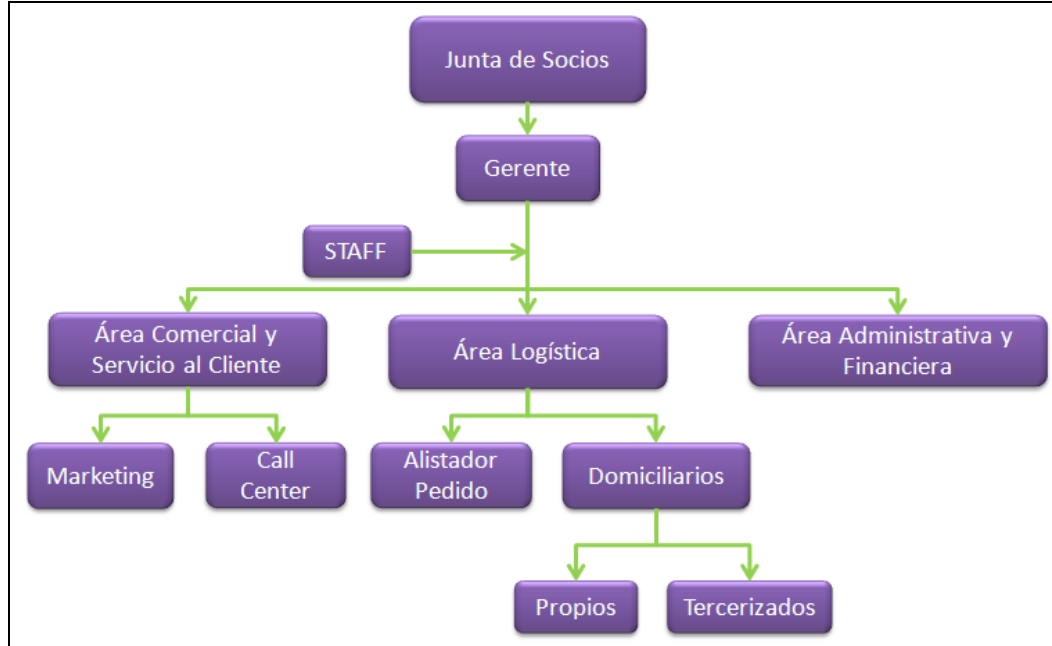 Junta de Socios
Gerente
STAFF
Área Comercial y
Servicio al Cliente
Área Logística
Área Administrativa y
Financiera
Marketing
Call
Center
Alistador
Pedido
Domiciliarios
Propios
Tercerizados